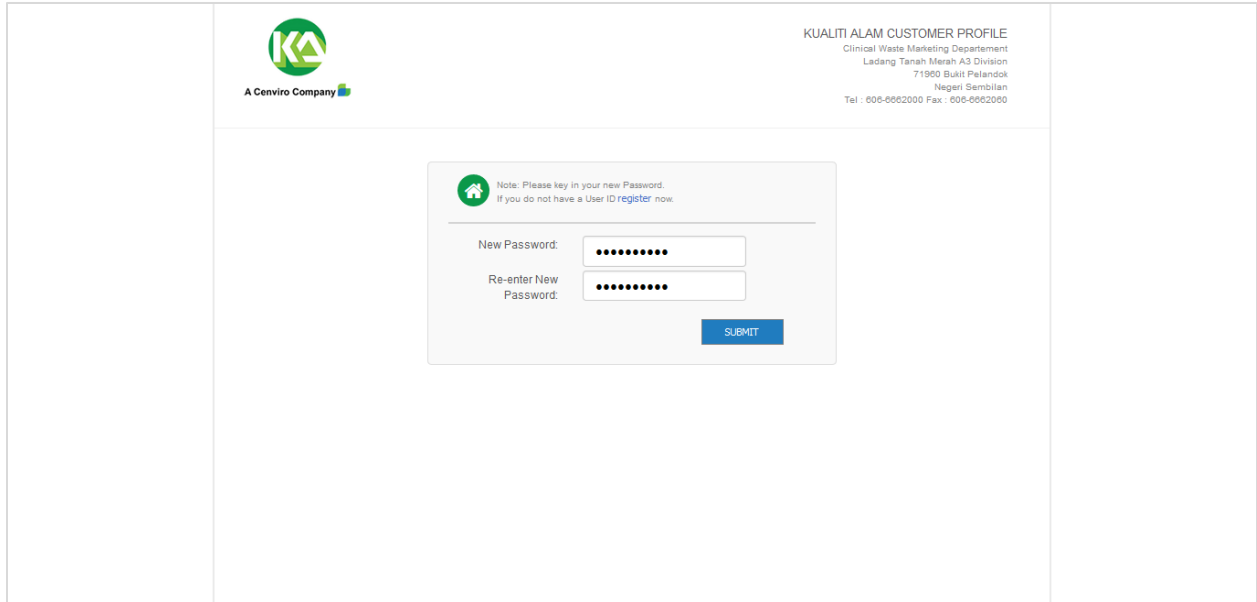 KA
A Cenviro Company
KUALITI ALAM CUSTOMER PROFILE
Clinical Waste Marketing Departement
Ladang Tanah Merah A3 Division
71960 Bukit Pelandok
Negeri Sembilan
Tel : 606-6662000 Fax : 606-6662060
Note: Please key in your new Password.
If you do not have a User ID register now.
New Password:
••••••••••
Re-enter New
Password:
••••••••••
SUBMIT